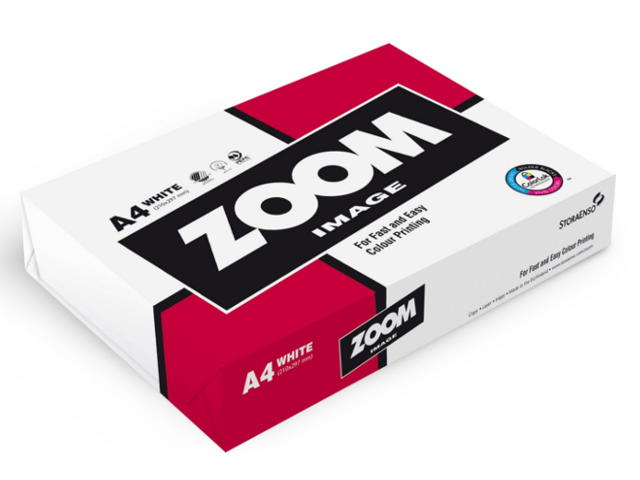 A4 WHITE
(210x297 mm)
ZOOM
IMAGE
For Fast and Easy
Colour Printing
ColorLok
STORAENSO
For Fast and Easy Colour Printing
A4 WHITE
(210x297 mm)
ZOOM
IMAGE